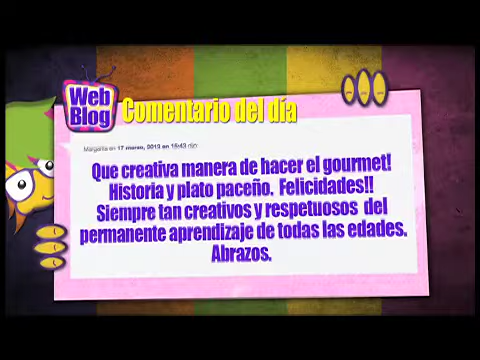 Web
Blog
Comentario del día
Margarita en 17 marzo, 2013 en 15:43
Que creativa manera de hacer el gourmet!
Historia y plato paceño. Felicidades!!
Siempre tan creativos y respetuosos del
permanente aprendizaje de todas las edades.
Abrazos.